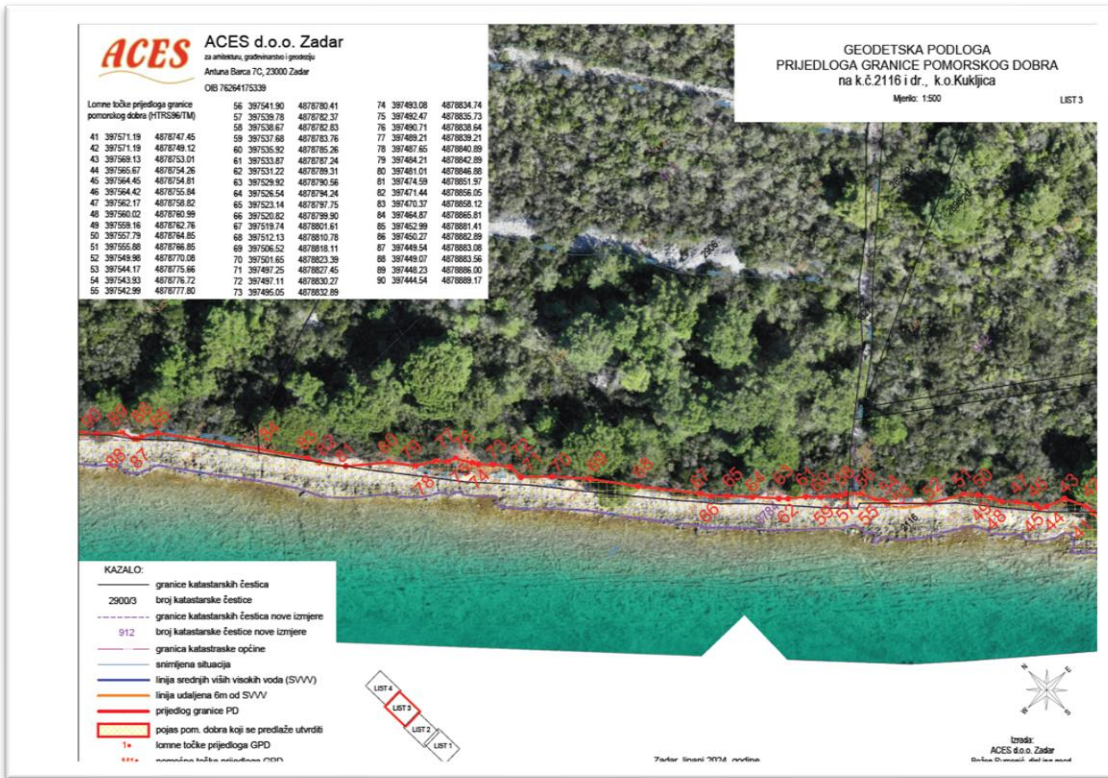 ACES
ACES d.o.o. Zadar
za arhitekturu, građevinarstvo i geodeziju
Antuna Barca 7C, 23000 Zadar
OIB 76264175339
Lomne točke prijedloga granice
pomorskog dobra (HTRS96/TM)
41 397571.19 4878747.45
42 397571.19 4878749.12
43 397569.13 4878753.01
44 397565.67 4878754.26
45 397564.45 4878754.81
46 397564.42 4878755.84
47 397562.17 4878758.82
48 397560.02 4878760.99
49 397559.16 4878762.76
50 397557.79 4878764.85
51 397555.88 4878766.85
52 397549.98 4878770.08
53 397544.17 4878775.66
54 397543.93 4878776.72
55 397542.99 4878777.80
56 397541.90 4878780.41
57 397539.78 4878782.37
58 397538.67 4878782.83
59 397537.68 4878783.76
60 397535.92 4878785.26
61 397533.87 4878787.24
62 397531.22 4878789.31
63 397529.92 4878790.56
64 397526.54 4878794.24
65 397523.14 4878797.75
66 397520.82 4878799.90
67 397519.74 4878801.61
68 397512.13 4878810.78
69 397506.52 4878818.11
70 397501.65 4878823.39
71 397497.25 4878827.45
72 397497.11 4878830.27
73 397495.05 4878832.89
74 397493.08 4878834.74
75 397492.47 4878835.73
76 397490.71 4878838.64
77 397489.21 4878839.21
78 397487.65 4878840.89
79 397484.21 4878842.89
80 397481.01 4878846.88
81 397474.59 4878851.97
82 397471.44 4878856.05
83 397470.37 4878858.12
84 397464.87 4878865.81
85 397452.99 4878881.41
86 397450.27 4878882.89
87 397449.54 4878883.08
88 397449.07 4878883.56
89 397448.23 4878886.00
90 397444.54 4878889.17
GEODETSKA PODLOGA
PRIJEDLOGA GRANICE POMORSKOG DOBRA
na k.č.2116 i dr., k.o.Kukljica
Mjerilo: 1:500
LIST 3
KAZALO:
granice katastarskih čestica
2900/3 broj katastarske čestice
granice katastarskih čestica nove izmjere
912 broj katastarske čestice nove izmjere
granica katastraske općine
snimljena situacija
linija srednjih viših visokih voda (SVVV)
linija udaljena 6m od SVVV
prijedlog granice PD
pojas pom. dobra koji se predlaže utvrditi
1 lomne točke prijedloga GPD
LIST 4
LIST 3
LIST 2
LIST 1
N
E
S
W
Zadar, lipanj 2024. godine
Izrada:
ACES d.o.o. Zadar